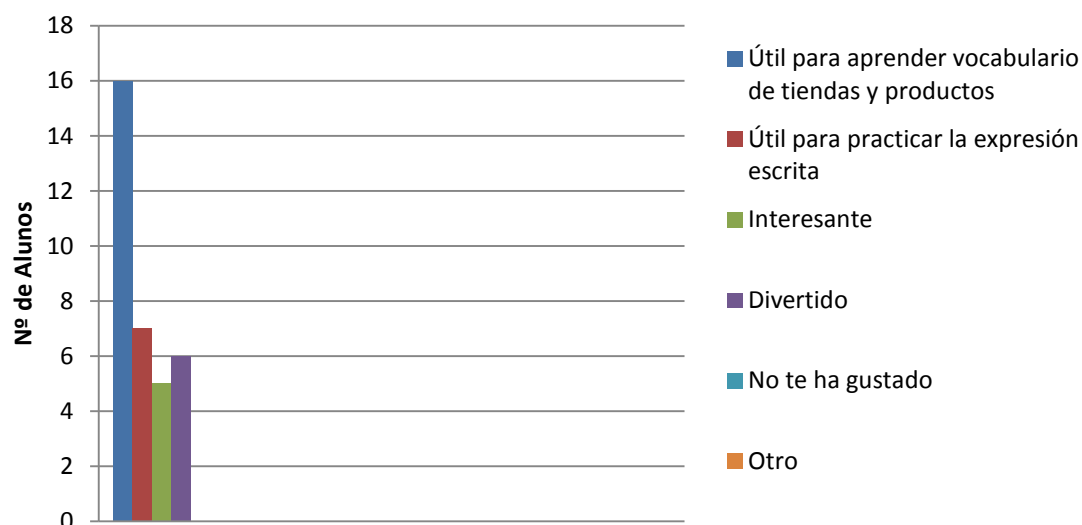 18
16
14
12
10
8
6
4
2
0
Nº de Alunos
Útil para aprender vocabulario
de tiendas y productos
Útil para practicar la expresión
escrita
Interesante
Divertido
No te ha gustado
Otro